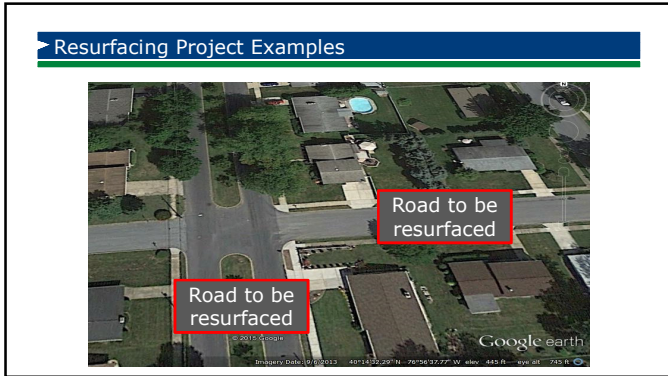 Resurfacing Project Examples
N
Road to be
resurfaced
Road to be
resurfaced
© 2015 Google
Google earth
Imagery Date: 9/6/2013 40°14'32.29" N -76°56'37.77" W elev 445 ft eye alt 745 ft